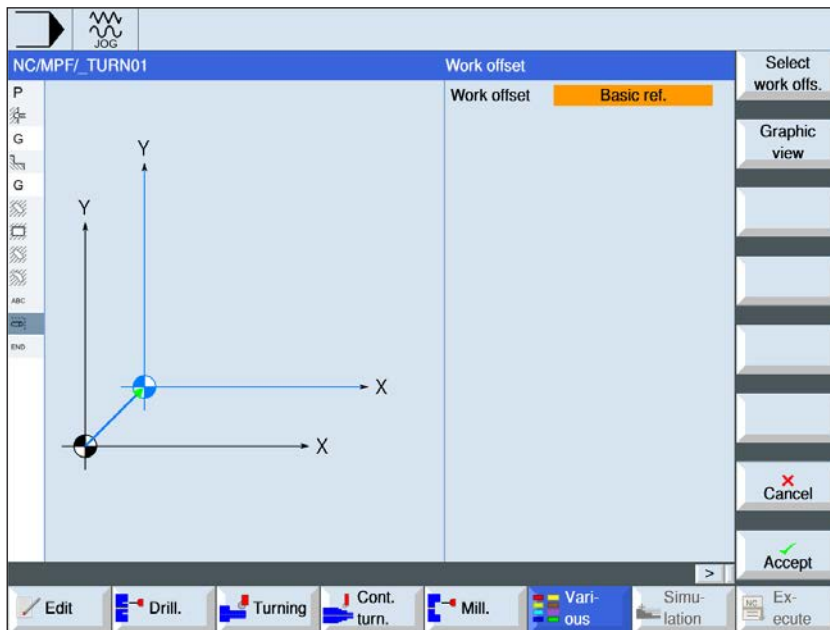 JOG
NC/MPF/_TURN01
Work offset
Work offset
Basic ref.
Select
work offs.
Graphic
view
P
G
G
ABC
END
Y
Y
X
X
Cancel
Accept
>
Edit
Drill.
Turning
Cont.
turn.
Mill.
Vari-
ous
Simu-
lation
NC
Ex-
ecute